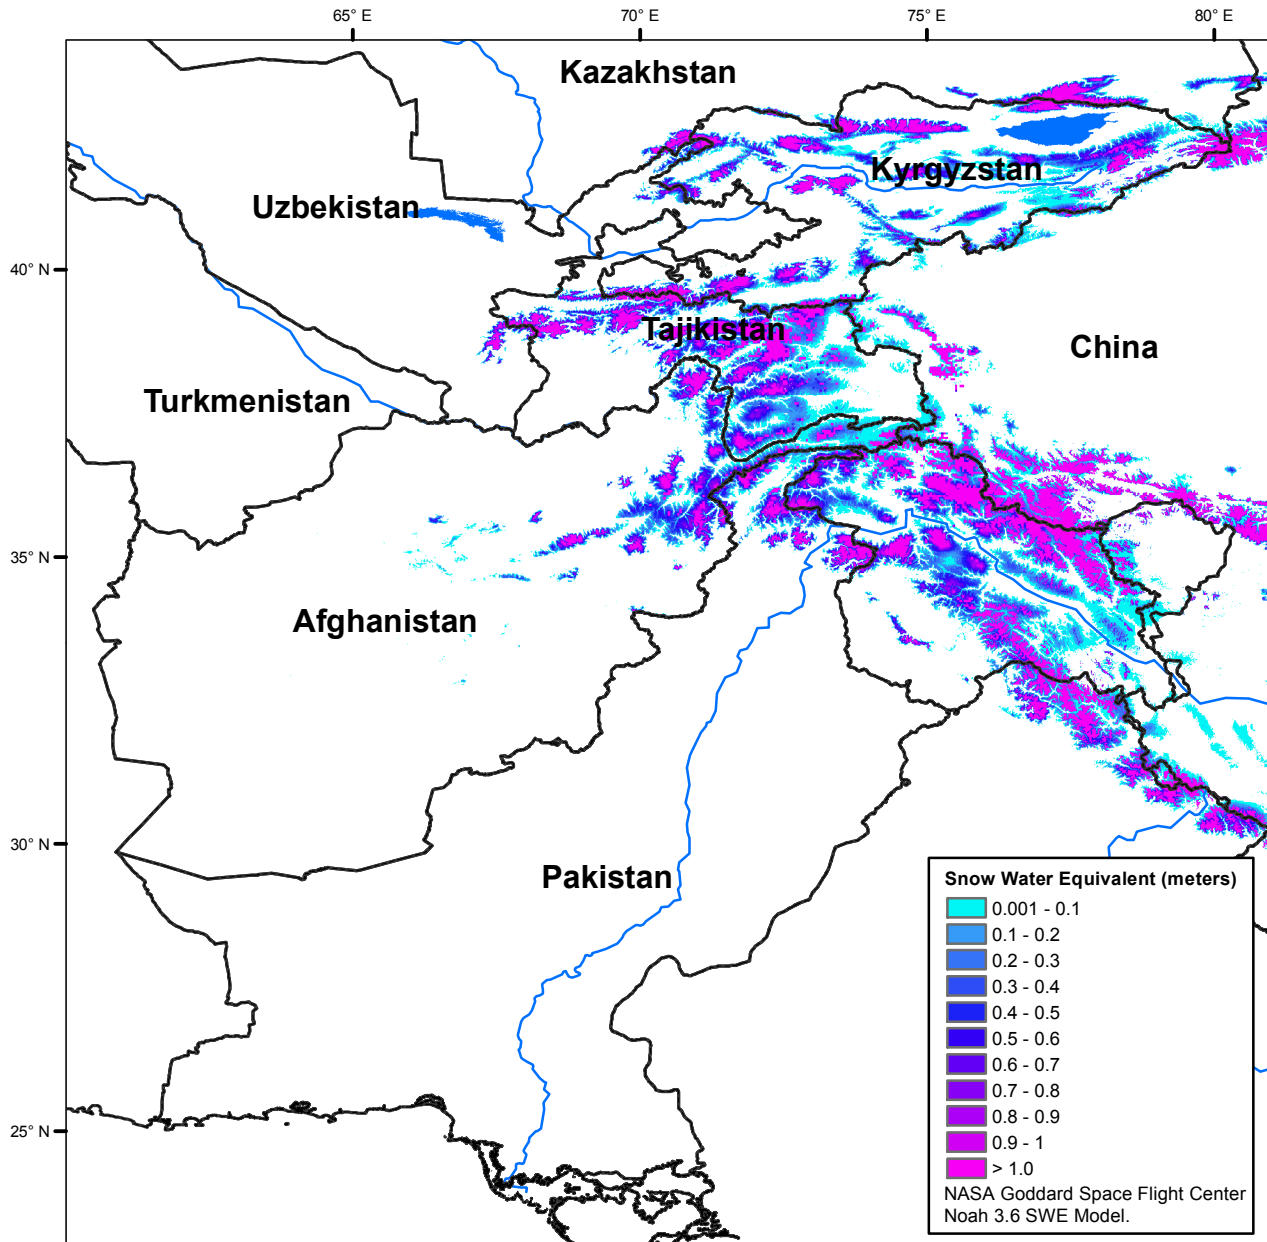 65° E
70° E
75° E
80° E
Kazakhstan
Kyrgyzstan
Uzbekistan
40° N
Tajikistan
China
Turkmenistan
35° N
Afghanistan
30° N
Pakistan
25° N
Snow Water Equivalent (meters)
0.001 - 0.1
0.1 - 0.2
0.2 - 0.3
0.3 - 0.4
0.4 - 0.5
0.5 - 0.6
0.6 - 0.7
0.7 - 0.8
0.8 - 0.9
0.9 - 1
> 1.0
NASA Goddard Space Flight Center
Noah 3.6 SWE Model.